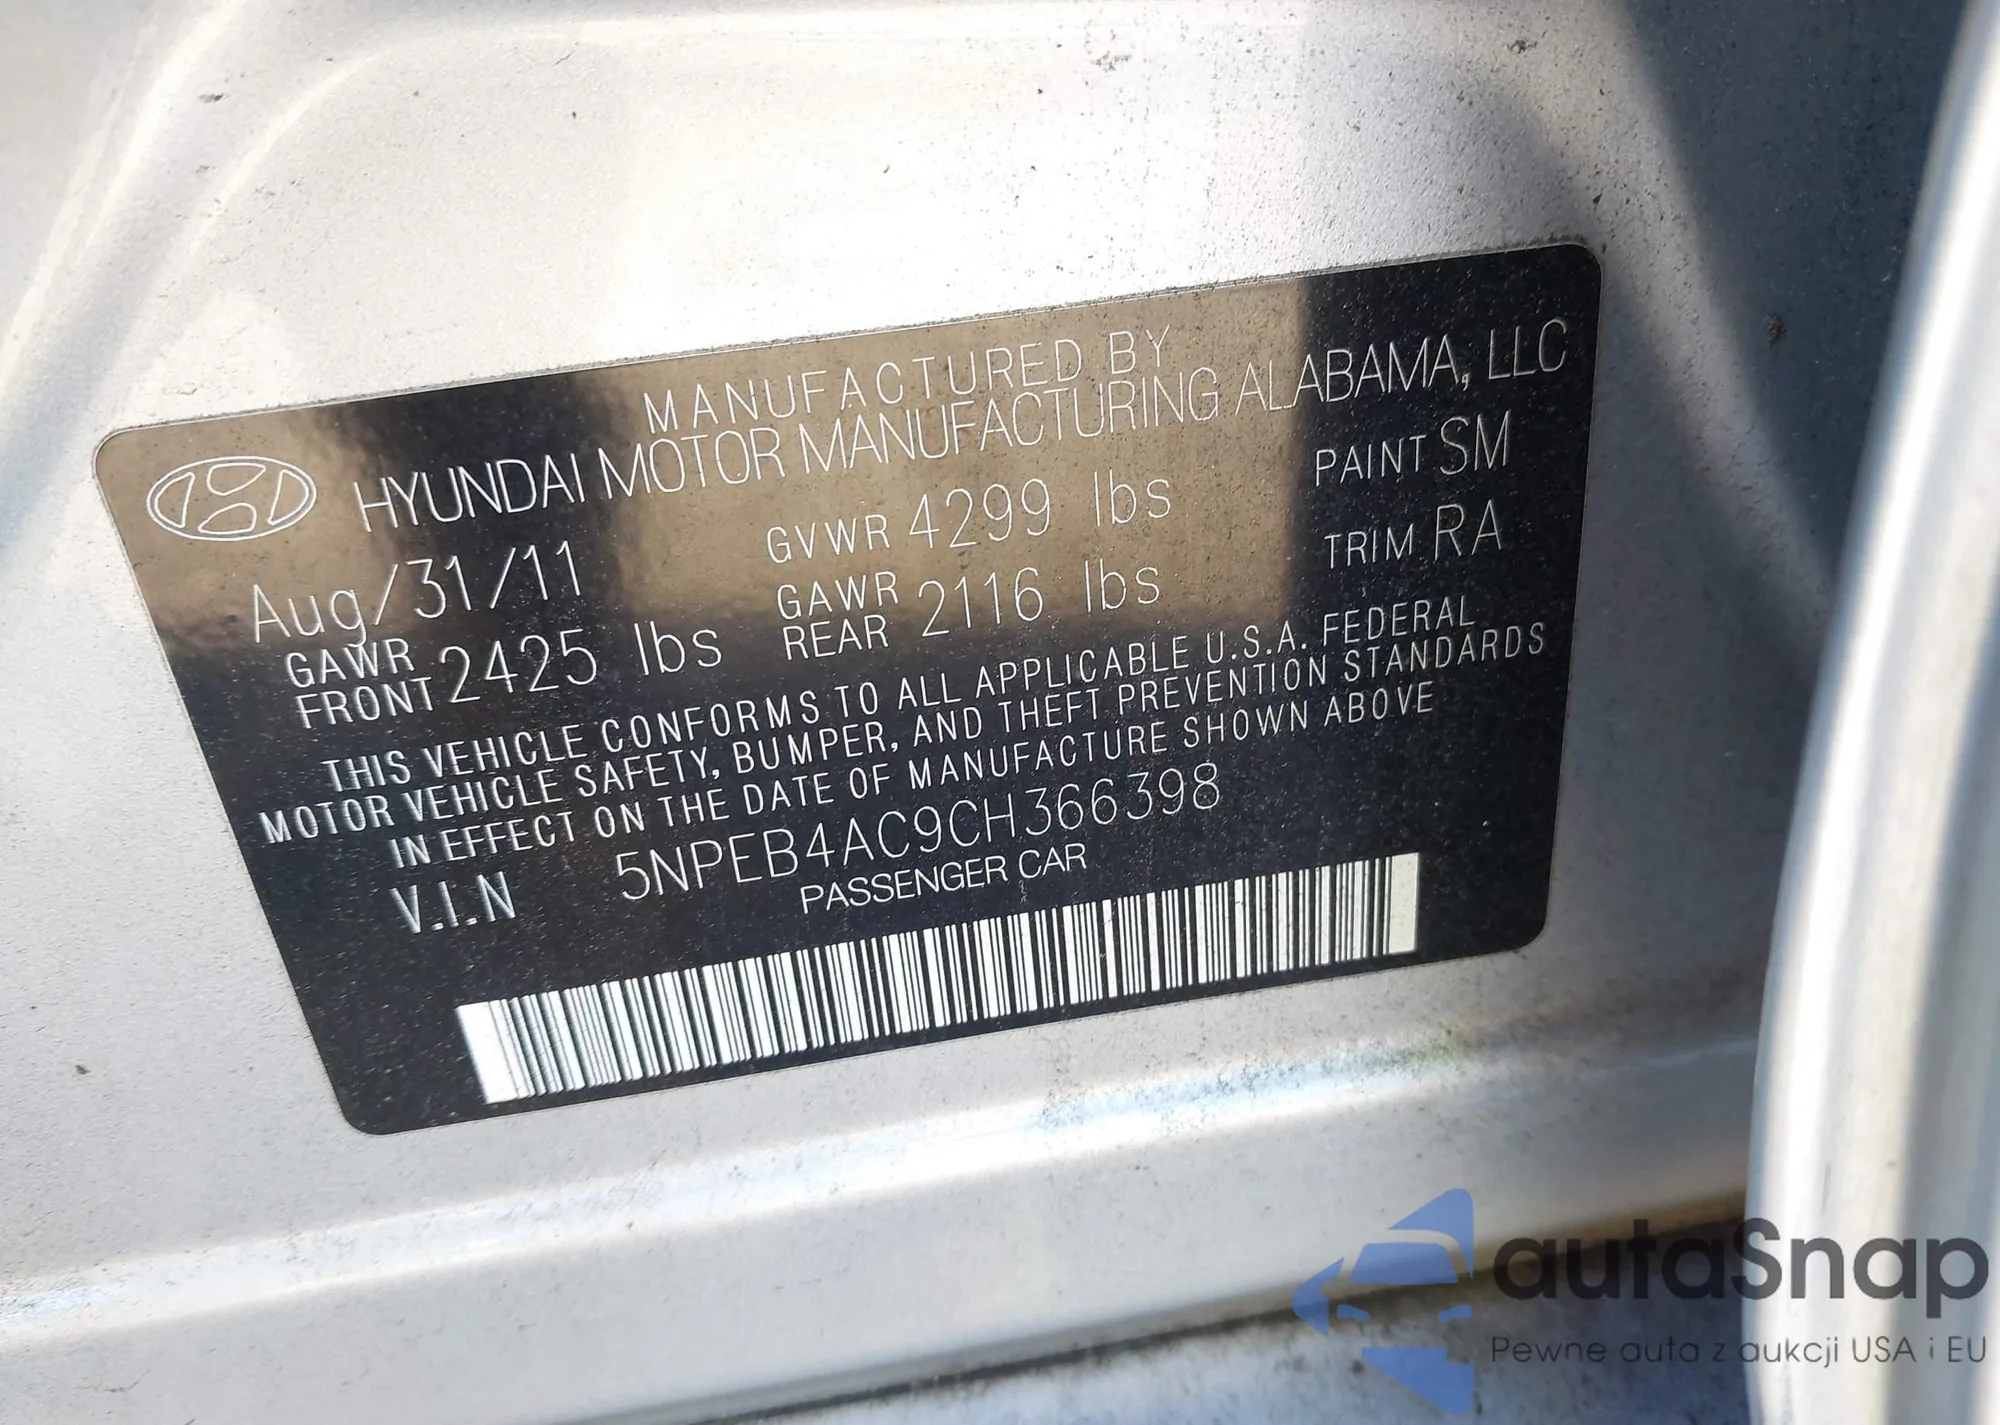 MANUFACTURED BY
HYUNDAI MOTOR MANUFACTURING ALABAMA, LLC
Aug/31/11 GVWR 4299 lbs PAINT SM
GAWR FRONT 2425 lbs GAWR REAR 2116 lbs TRIM RA
THIS VEHICLE CONFORMS TO ALL APPLICABLE U.S.A. FEDERAL
MOTOR VEHICLE SAFETY, BUMPER, AND THEFT PREVENTION STANDARDS
IN EFFECT ON THE DATE OF MANUFACTURE SHOWN ABOVE
V.I.N 5NPEB4AC9CH366398
PASSENGER CAR
autaSnap
Pewne auta z aukcji USA i EU